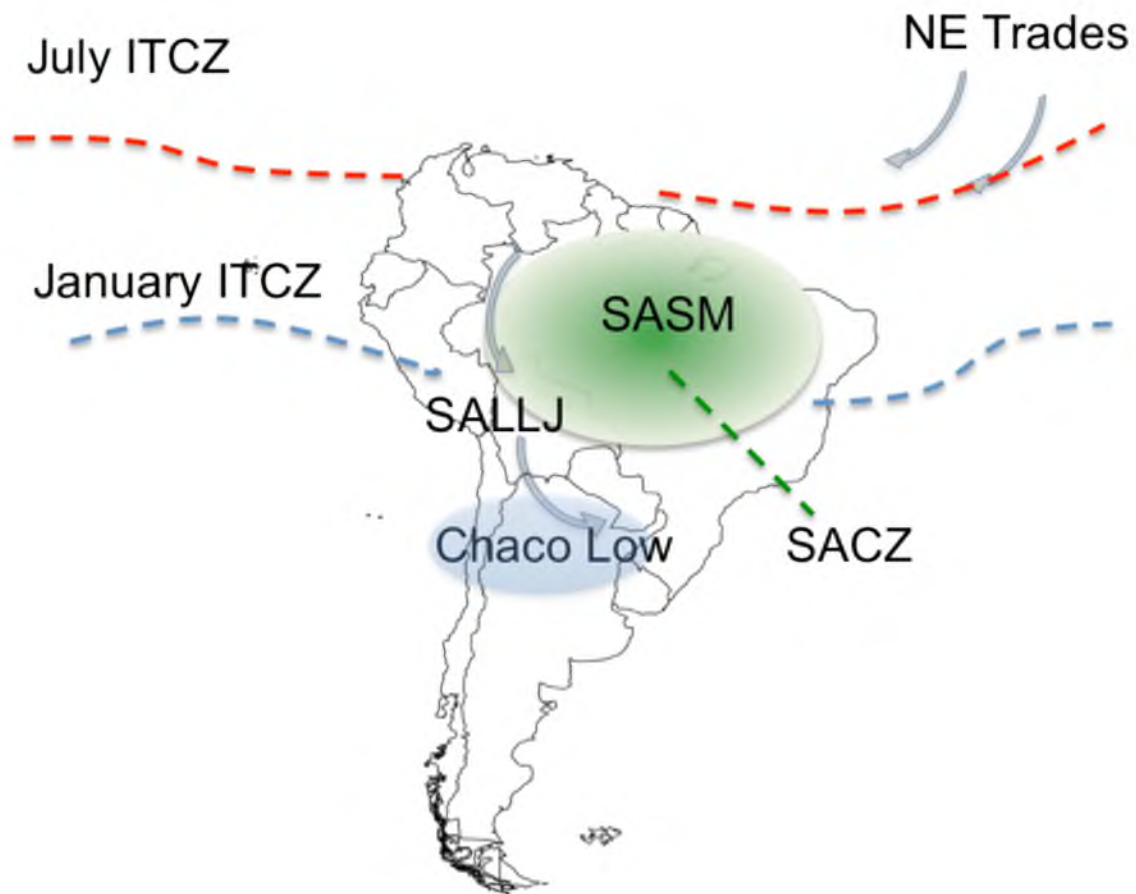 NE Trades
July ITCZ
January ITCZ
SASM
SALLJ
Chaco Low
SACZ